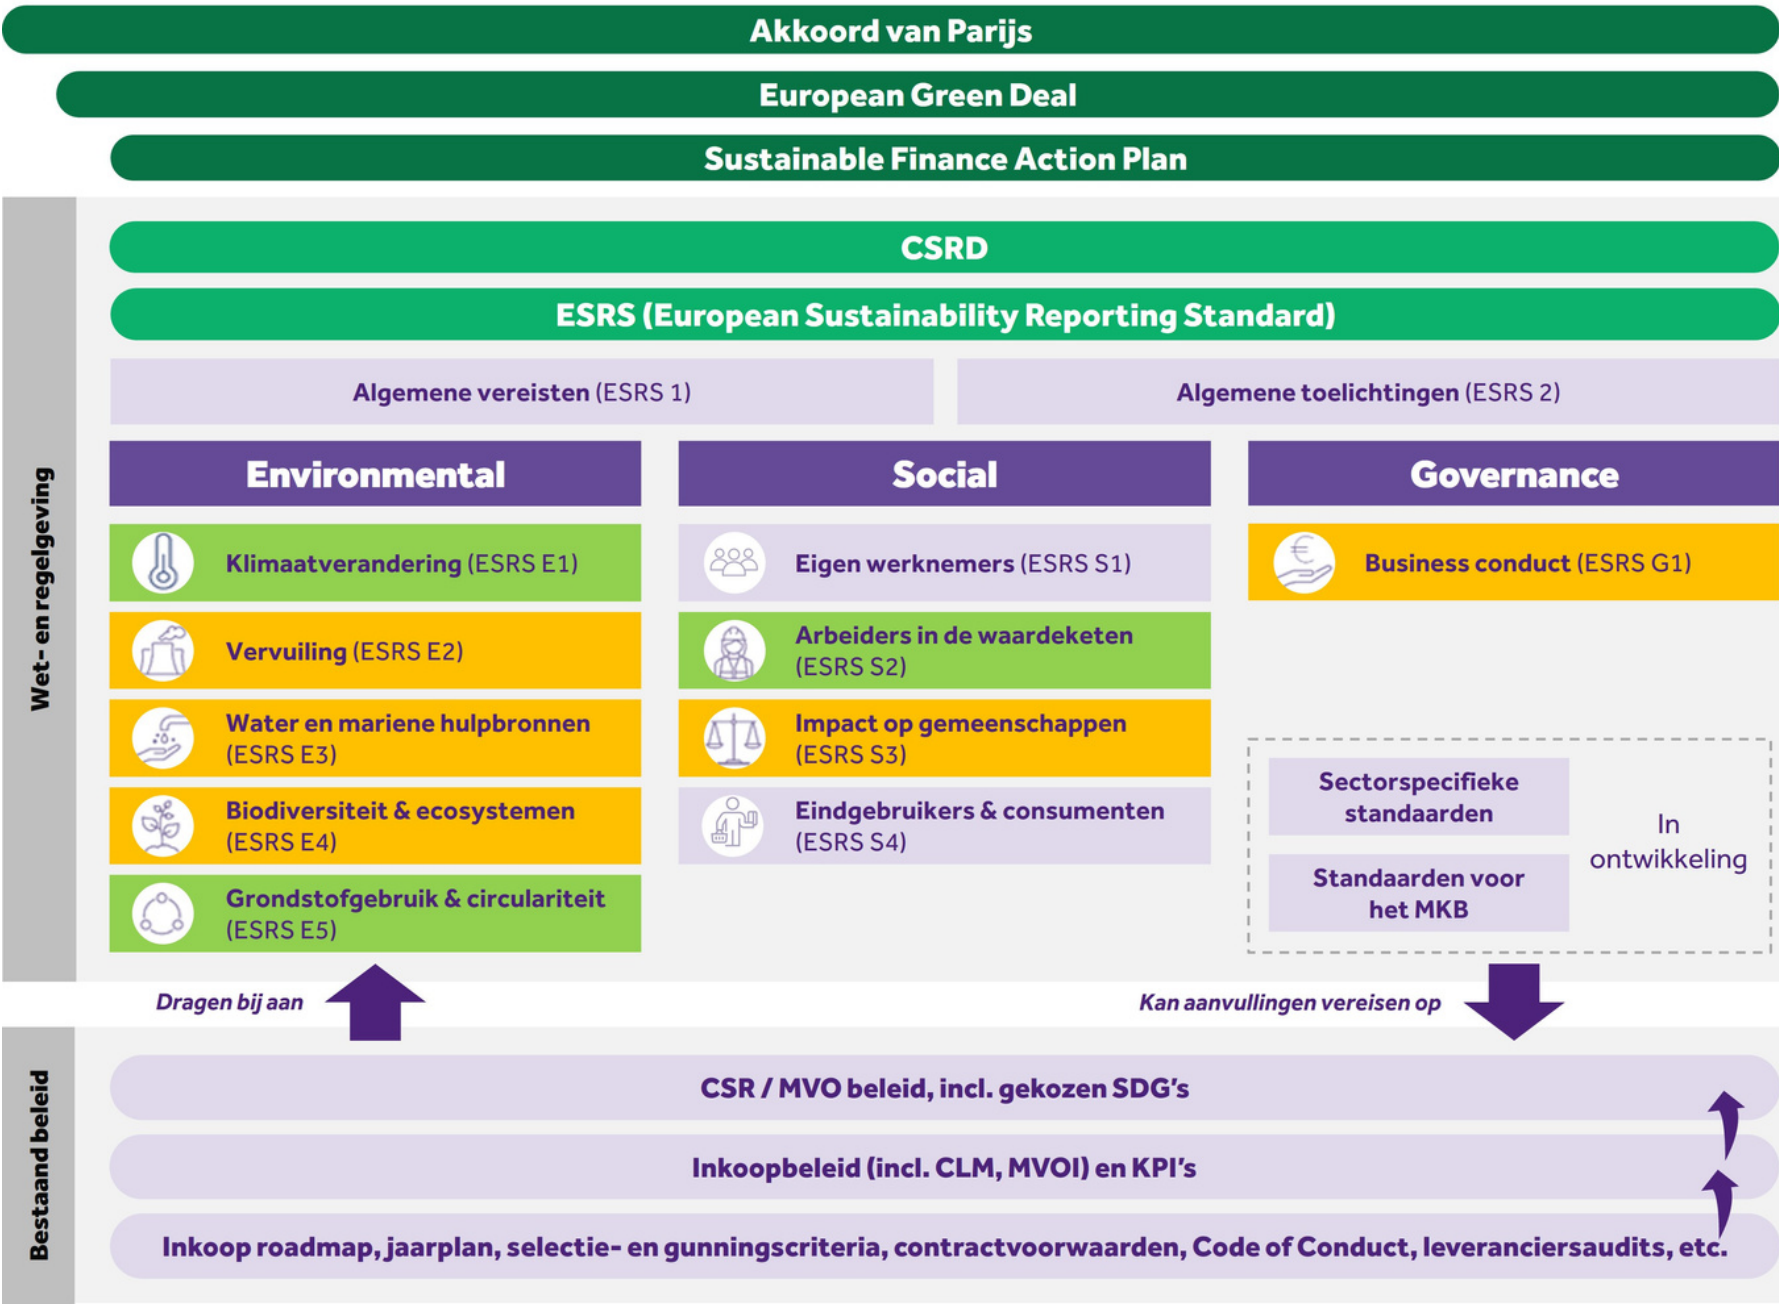 Akkoord van Parijs
European Green Deal
Sustainable Finance Action Plan
Wet- en regelgeving
CSRD
ESRS (European Sustainability Reporting Standard)
Algemene vereisten (ESRS 1)
Algemene toelichtingen (ESRS 2)
Environmental
Klimaatverandering (ESRS E1)
Vervuiling (ESRS E2)
Water en mariene hulpbronnen
(ESRS E3)
Biodiversiteit & ecosystemen
(ESRS E4)
Grondstofgebruik & circulariteit
(ESRS E5)
Social
Eigen werknemers (ESRS S1)
Arbeiders in de waardeketen
(ESRS S2)
Impact op gemeenschappen
(ESRS S3)
Eindgebruikers & consumenten
(ESRS S4)
Governance
Business conduct (ESRS G1)
Sectorspecifieke
standaarden
Standaarden voor
het MKB
In
ontwikkeling
Dragen bij aan
Kan aanvullingen vereisen op
Bestaand beleid
CSR / MVO beleid, incl. gekozen SDG's
Inkoopbeleid (incl. CLM, MVOI) en KPI's
Inkoop roadmap, jaarplan, selectie- en gunningscriteria, contractvoorwaarden, Code of Conduct, leveranciersaudits, etc.